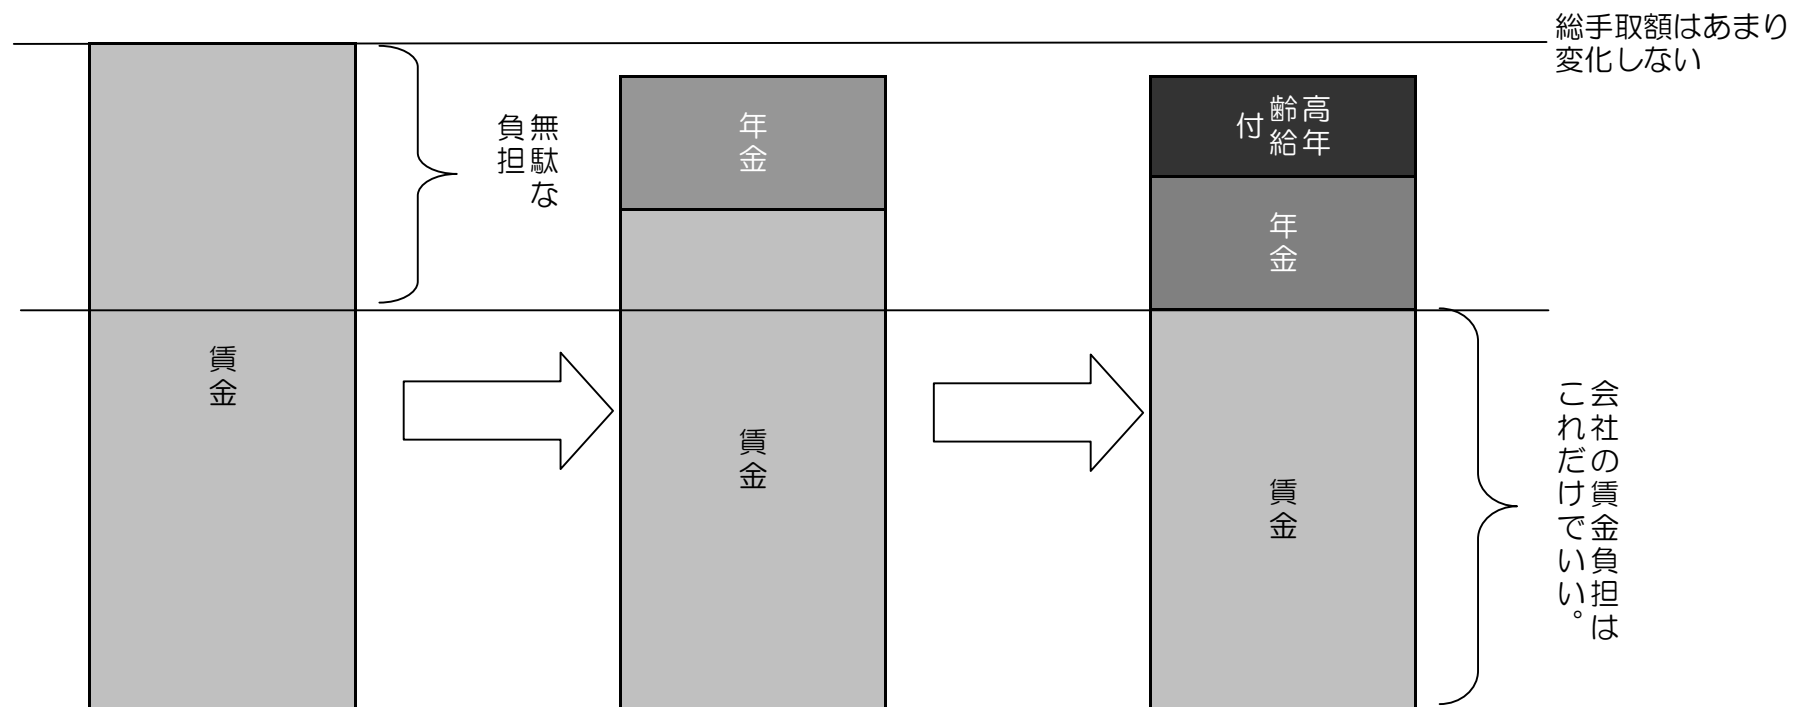 総手取額はあまり
変化しない
無駄な
負担
賃金
年金
賃金
高年
齢給
付
年金
賃金
会社の賃金負担は
これだけでいい。